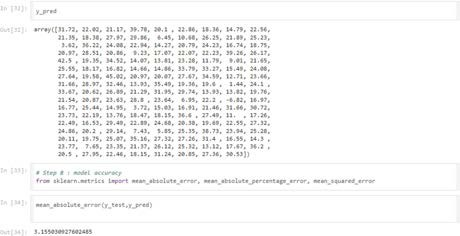 In [32]:
y_pred
Out[32]: array([31.72, 22.02, 21.17, 39.78, 20.1 , 22.86, 18.36, 14.79, 22.56,
21.35, 18.38, 27.97, 29.86, 6.45, 10.68, 26.25, 21.89, 25.23,
3.62, 36.22, 24.08, 22.94, 14.27, 20.79, 24.23, 16.74, 18.75,
20.97, 28.51, 20.86, 9.23, 17.07, 22.07, 22.23, 39.26, 26.17,
42.5 , 19.35, 34.52, 14.07, 13.81, 23.28, 11.79, 9.01, 21.65,
25.55, 18.17, 16.82, 14.66, 14.86, 33.79, 33.27, 15.49, 24.08,
27.64, 19.58, 45.02, 20.97, 20.07, 27.67, 34.59, 12.71, 23.66,
31.66, 28.97, 32.46, 13.93, 35.49, 19.36, 19.6 , 1.44, 24.1 ,
33.67, 20.62, 26.89, 21.29, 31.95, 29.74, 13.93, 13.82, 19.76,
21.54, 20.87, 23.63, 28.8 , 23.64, 6.95, 22.2 , -6.82, 16.97,
16.77, 25.44, 14.95, 3.72, 15.03, 16.91, 21.46, 31.66, 30.72,
23.73, 22.19, 13.76, 18.47, 18.15, 36.6 , 27.49, 11. , 17.26,
22.48, 16.53, 29.48, 22.89, 24.68, 20.38, 19.69, 22.55, 27.32,
24.86, 20.2 , 29.14, 7.43, 5.85, 25.35, 38.73, 23.94, 25.28,
20.11, 19.75, 25.07, 35.16, 27.32, 27.26, 31.4 , 16.55, 14.3 ,
23.77, 7.65, 23.35, 21.37, 26.12, 25.32, 13.12, 17.67, 36.2 ,
20.5 , 27.95, 22.46, 18.15, 31.24, 20.85, 27.36, 30.53])
In [33]:
# Step 8 : model accuracy
from sklearn.metrics import mean_absolute_error, mean_absolute_percentage_error, mean_squared_error
In [34]:
mean_absolute_error(y_test,y_pred)
Out[34]: 3.155030927602485